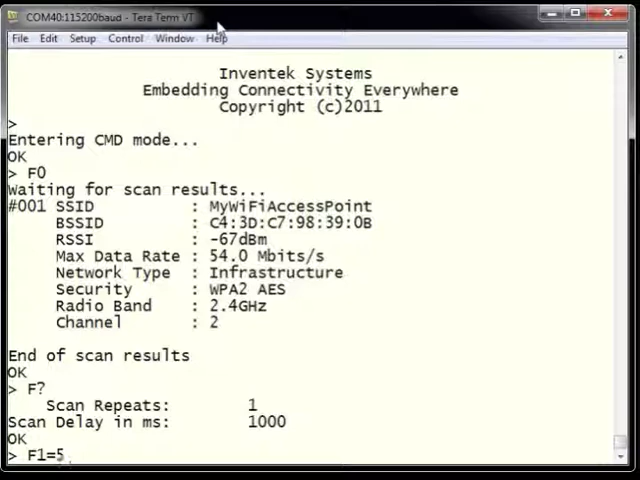 COM40:115200baud - Tera Term VT
File Edit Setup Control Window Help
Inventek Systems
Embedding Connectivity Everywhere
Copyright (c)2011
>
Entering CMD mode...
OK
> F0
Waiting for scan results...
#001 SSID : MyWiFiAccessPoint
BSSID : C4:3D:C7:98:39:0B
RSSI : -67dBm
Max Data Rate : 54.0 Mbits/s
Network Type : Infrastructure
Security : WPA2 AES
Radio Band : 2.4GHz
Channel : 2
End of scan results
OK
> F?
Scan Repeats: 1
Scan Delay in ms: 1000
OK
> F1=5